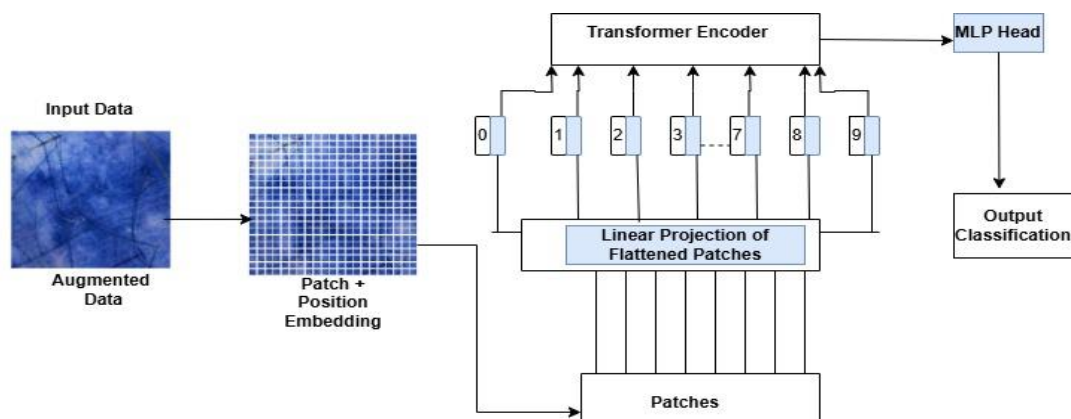 Input Data
Augmented
Data
Patch +
Position
Embedding
Transformer Encoder
MLP Head
0
1
2
3
7
8
9
Linear Projection of
Flattened Patches
Patches
Output
Classification